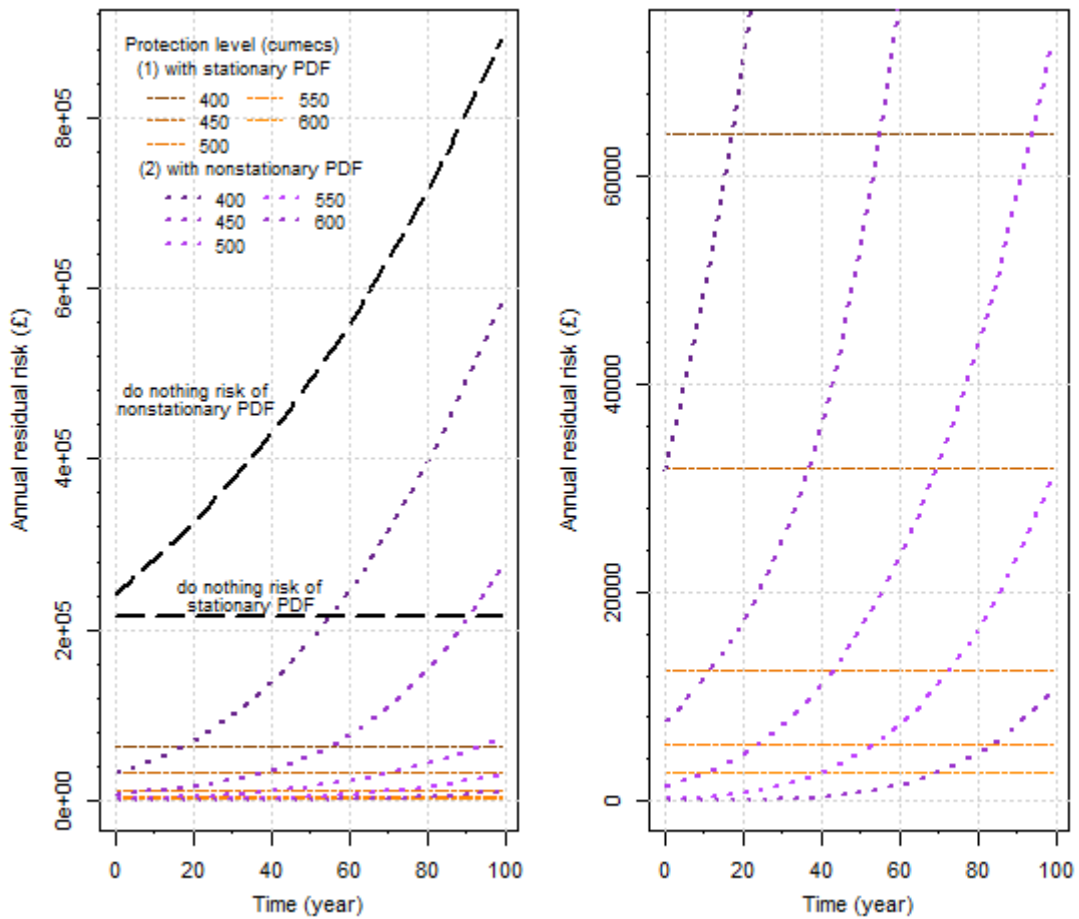 Protection level (cumecs)
(1) with stationary PDF
400 550
450 600
500
(2) with nonstationary PDF
400 550
450 600
500
do nothing risk of
nonstationary PDF
do nothing risk of
stationary PDF
Annual residual risk (£)
0e+00 2e+05 4e+05 6e+05 8e+05
0 20 40 60 80 100
Time (year)
Annual residual risk (£)
0 20000 40000 60000
0 20 40 60 80 100
Time (year)